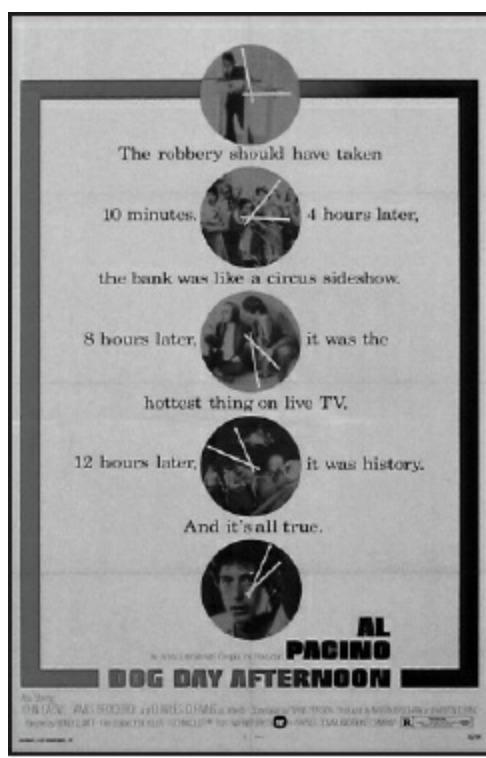 The robbery should have taken
10 minutes. 4 hours later,
the bank was like a circus sideshow.
8 hours later, it was the
hottest thing on live TV.
12 hours later, it was history.
And it's all true.
AL
PACINO
DOG DAY AFTERNOON
R